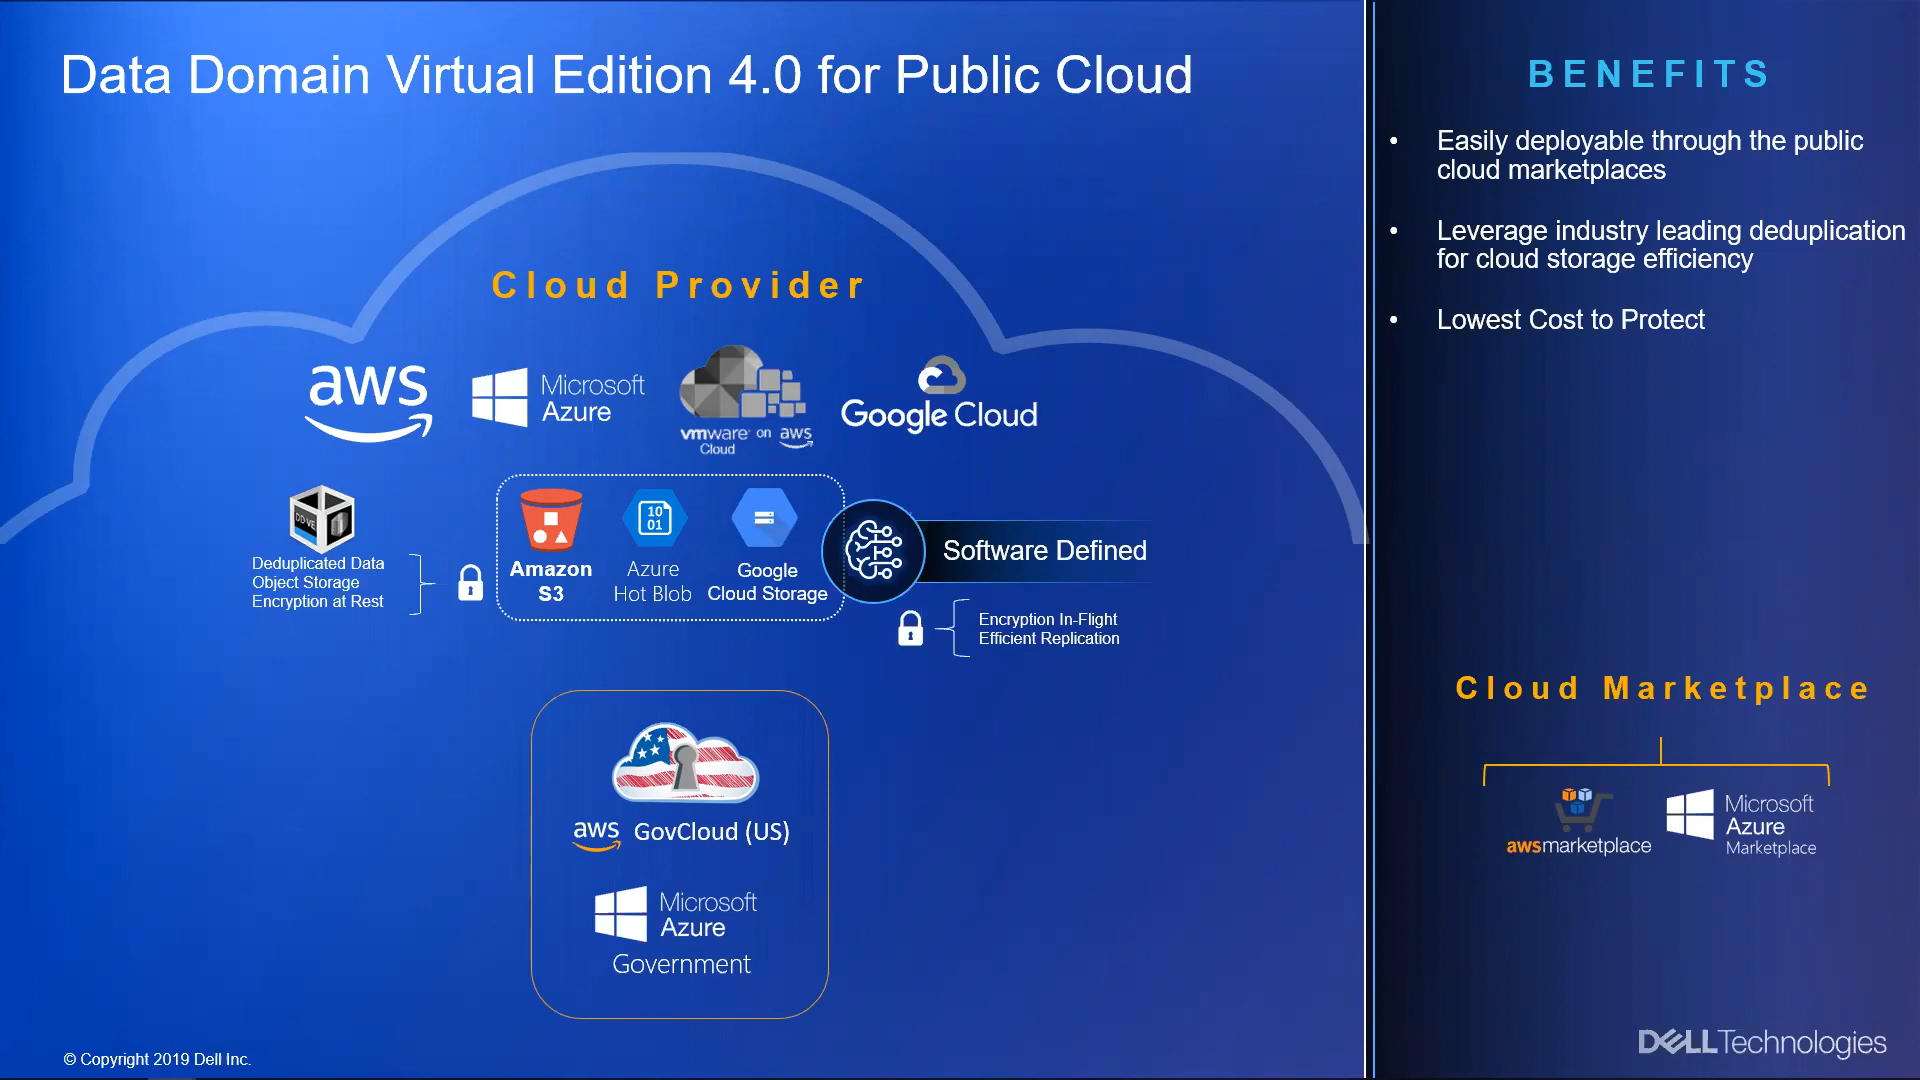 Data Domain Virtual Edition 4.0 for Public Cloud
Cloud Provider
aws
Microsoft
Azure
vmware on aws
Cloud
Google Cloud
DDVE
Deduplicated Data
Object Storage
Encryption at Rest
Amazon
S3
10
01
Azure
Hot Blob
Google
Cloud Storage
Software Defined
Encryption In-Flight
Efficient Replication
aws GovCloud (US)
Microsoft
Azure
Government
© Copyright 2019 Dell Inc.
BENEFITS
• Easily deployable through the public
cloud marketplaces
• Leverage industry leading deduplication
for cloud storage efficiency
• Lowest Cost to Protect
Cloud Marketplace
awsmarketplace
Microsoft
Azure
Marketplace
DELLTechnologies